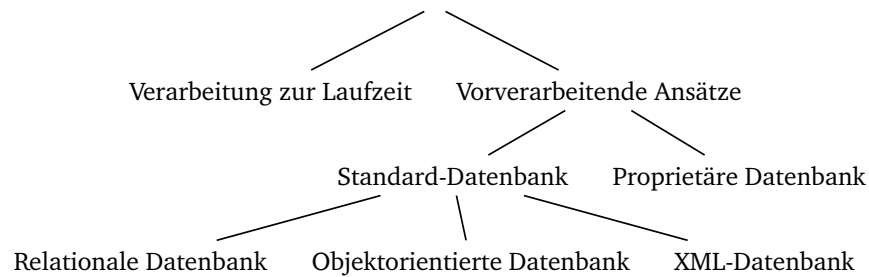 Verarbeitung zur Laufzeit Vorverarbeitende Ansätze
Standard-Datenbank Proprietäre Datenbank
Relationale Datenbank Objektorientierte Datenbank XML-Datenbank